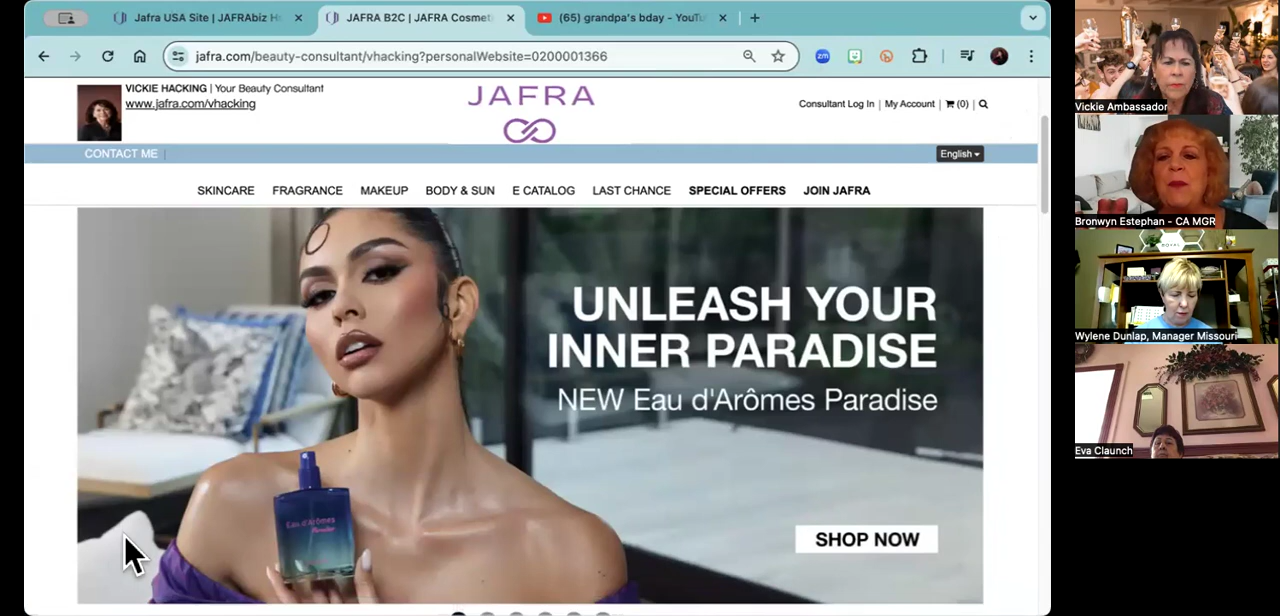 Jafra USA Site | JAFRAbiz H
JAFRA B2C | JAFRA Cosmet
(65) grandpa's bday - YouTu
jafra.com/beauty-consultant/vhacking?personalWebsite=0200001366
zm
VICKIE HACKING | Your Beauty Consultant
www.jafra.com/vhacking
JAFRA
Consultant Log In | My Account | (0) |
CONTACT ME |
English
SKINCARE FRAGRANCE MAKEUP BODY & SUN E CATALOG LAST CHANCE SPECIAL OFFERS JOIN JAFRA
UNLEASH YOUR
INNER PARADISE
NEW Eau d'Arômes Paradise
Eau d'Arômes
Paradise
SHOP NOW
Vickie Ambassador
Bronwyn Estephan - CA MGR
Wylene Dunlap, Manager Missouri
Eva Claunch